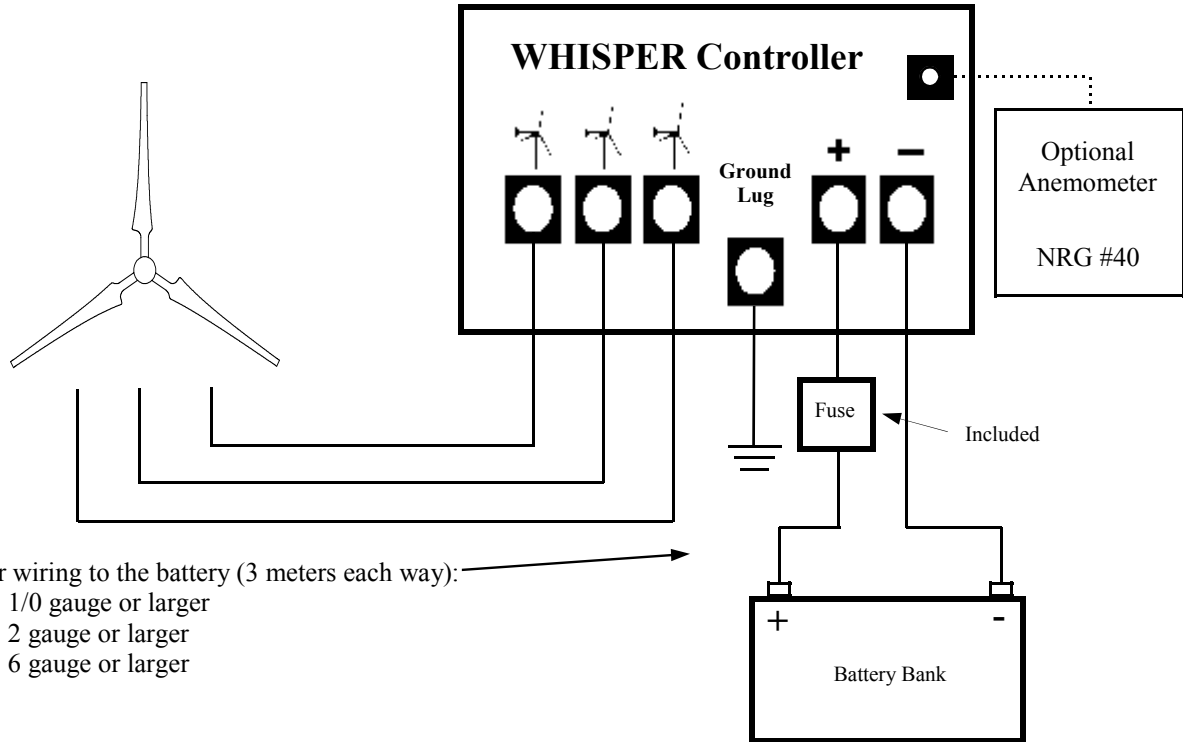 WHISPER Controller
+
−
Ground
Lug
Optional
Anemometer
NRG #40
Fuse
Included
wiring to the battery (3 meters each way):
1/0 gauge or larger
2 gauge or larger
6 gauge or larger
+
-
Battery Bank